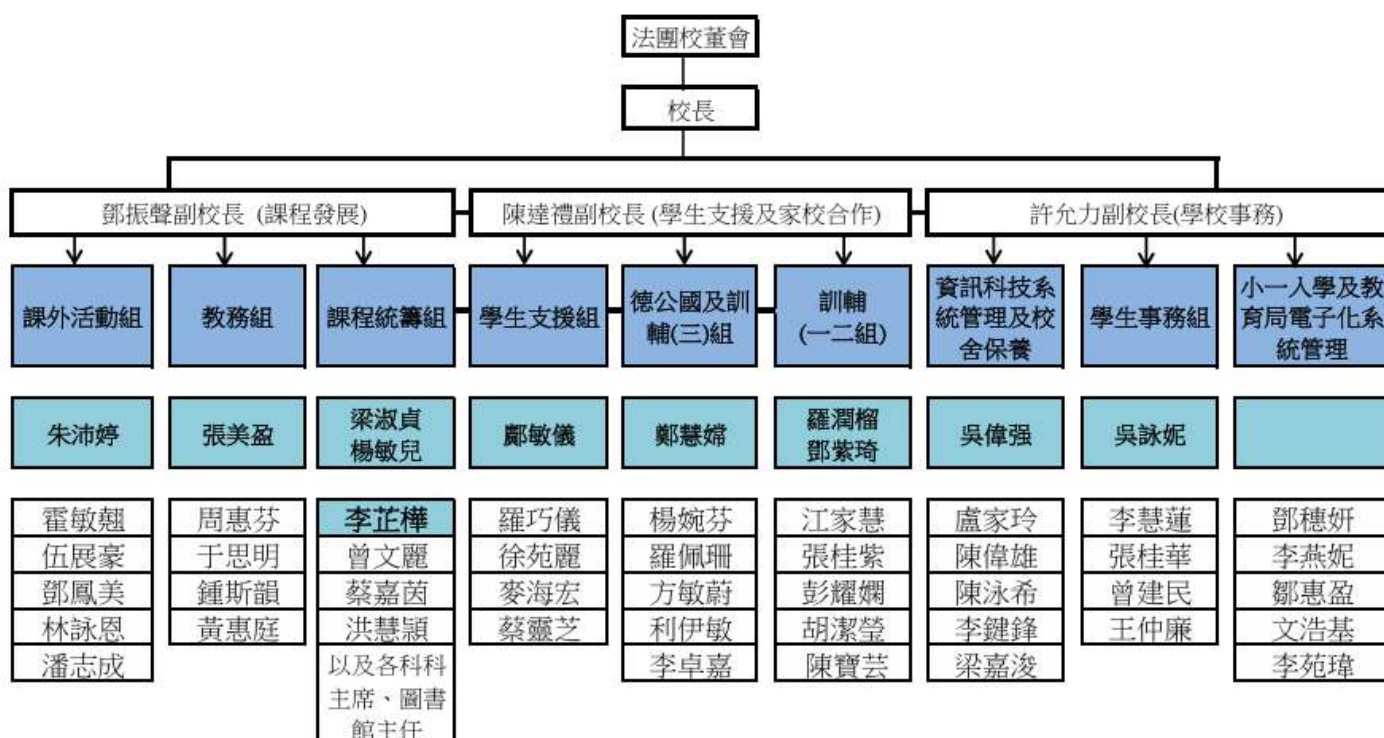 法團校董會
校長
鄧振聲副校長 (課程發展)
陳達禮副校長 (學生支援及家校合作)
許允力副校長(學校事務)
課外活動組
教務組
課程統籌組
學生支援組
德公國及訓
輔(三)組
訓輔
(一二組)
資訊科技系
統管理及校
舍保養
學生事務組
小一入學及教
育局電子化系
統管理
朱沛婷
張美盈
梁淑貞
楊敏兒
鄺敏儀
鄭慧嫦
羅潤榴
鄧紫琦
吳偉强
吳詠妮
霍敏翹
伍展豪
鄧鳳美
林詠恩
潘志成
周惠芬
于思明
鍾斯韻
黃惠庭
李芷樺
曾文麗
蔡嘉茵
洪慧穎
以及各科科
主席、圖書
館主任
羅巧儀
徐苑麗
麥海宏
蔡靈芝
楊婉芬
羅佩珊
方敏蔚
利伊敏
李卓嘉
江家慧
張桂紫
彭耀嫻
胡潔瑩
陳寶芸
盧家玲
陳偉雄
陳泳希
李鍵鋒
梁嘉浚
李慧蓮
張桂華
曾建民
王仲廉
鄧穗妍
李燕妮
鄒惠盈
文浩基
李苑瑋